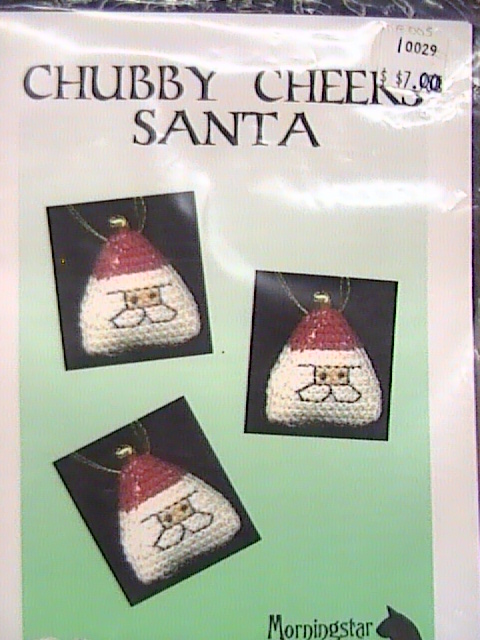 10029
$ $7.00
CHUBBY CHEEKS
SANTA
Morningstar